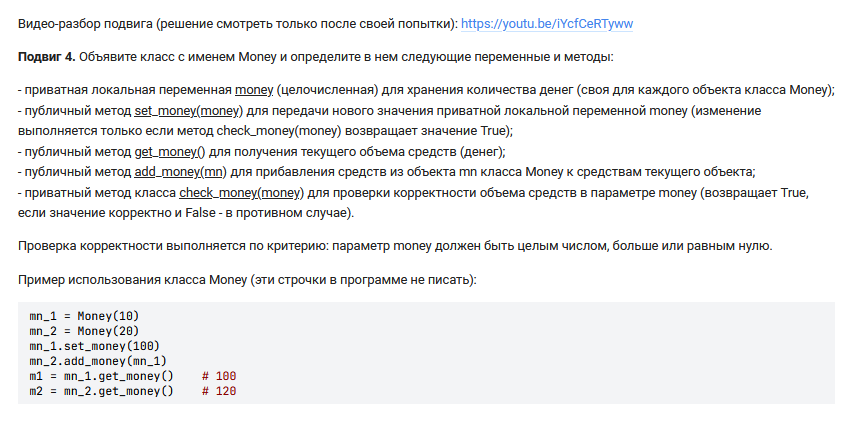 Видео-разбор подвига (решение смотреть только после своей попытки): https://youtu.be/iYcfCeRTyww
Подвиг 4. Объявите класс с именем Money и определите в нем следующие переменные и методы:
- приватная локальная переменная money (целочисленная) для хранения количества денег (своя для каждого объекта класса Money);
- публичный метод set_money(money) для передачи нового значения приватной локальной переменной money (изменение
выполняется только если метод check_money(money) возвращает значение True);
- публичный метод get_money() для получения текущего объема средств (денег);
- публичный метод add_money(mn) для прибавления средств из объекта mn класса Money к средствам текущего объекта;
- приватный метод класса check_money(money) для проверки корректности объема средств в параметре money (возвращает True,
если значение корректно и False - в противном случае).
Проверка корректности выполняется по критерию: параметр money должен быть целым числом, больше или равным нулю.
Пример использования класса Money (эти строчки в программе не писать):
mn_1 = Money(10)
mn_2 = Money(20)
mn_1.set_money(100)
mn_2.add_money(mn_1)
m1 = mn_1.get_money()    # 100
m2 = mn_2.get_money()    # 120